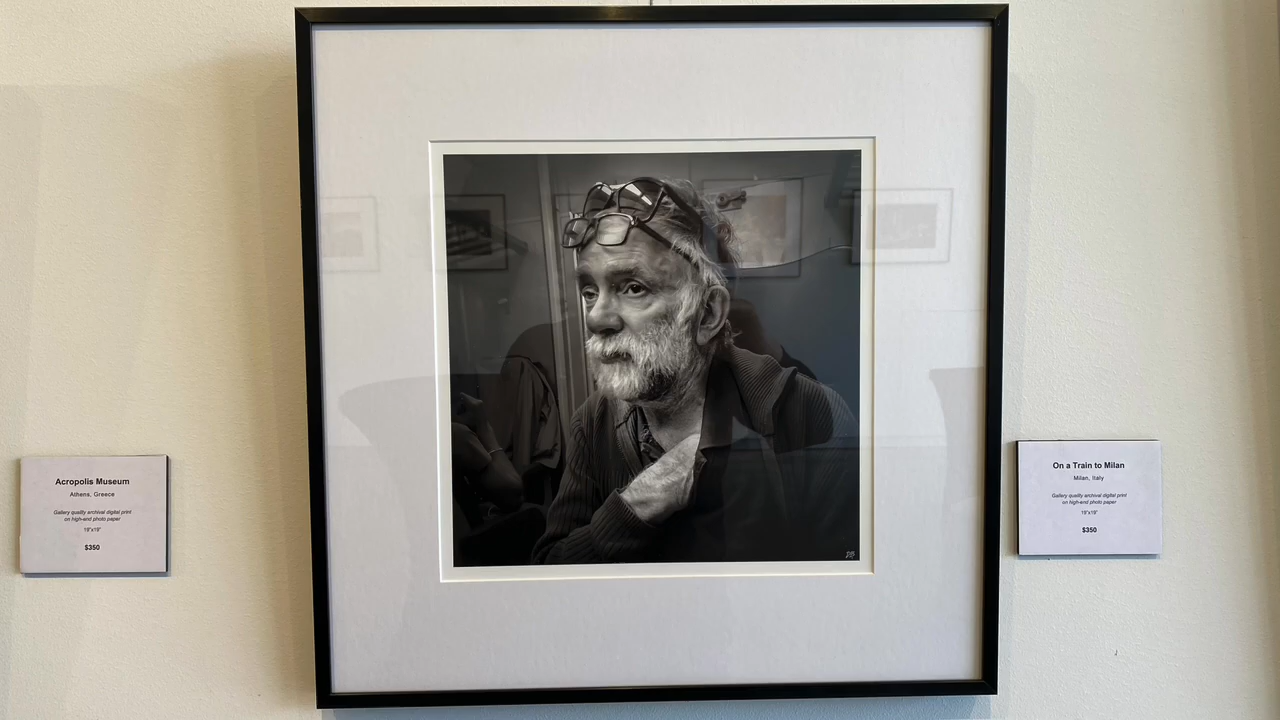 Acropolis Museum
Athens, Greece
Gallery quality archival digital print
on high-end photo paper
19"x19"
$350
On a Train to Milan
Milan, Italy
Gallery quality archival digital print
on high-end photo paper
19"x19"
$350